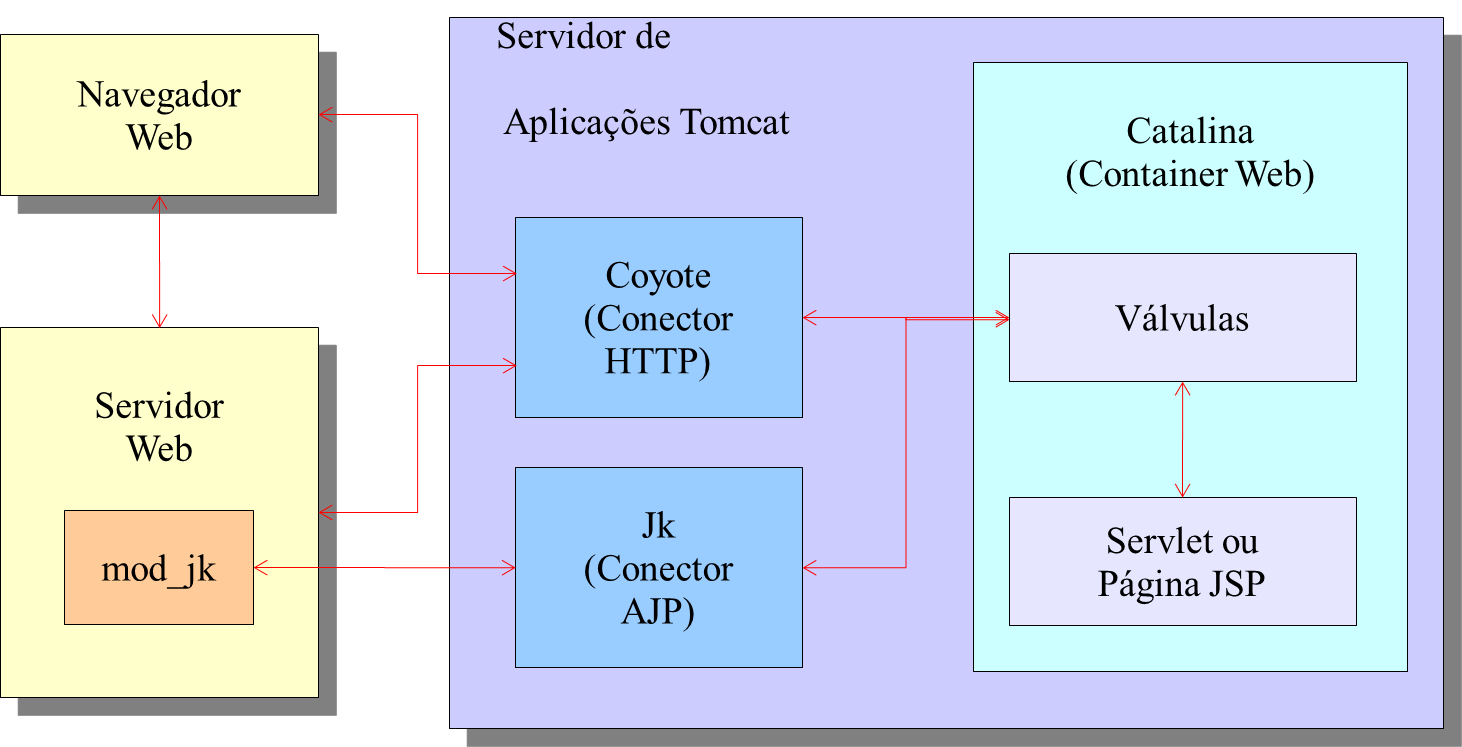 Servidor de
Aplicações Tomcat
Navegador
Web
Catalina
(Container Web)
Coyote
(Conector
HTTP)
Válvulas
Servidor
Web
mod_jk
Jk
(Conector
AJP)
Servlet ou
Página JSP